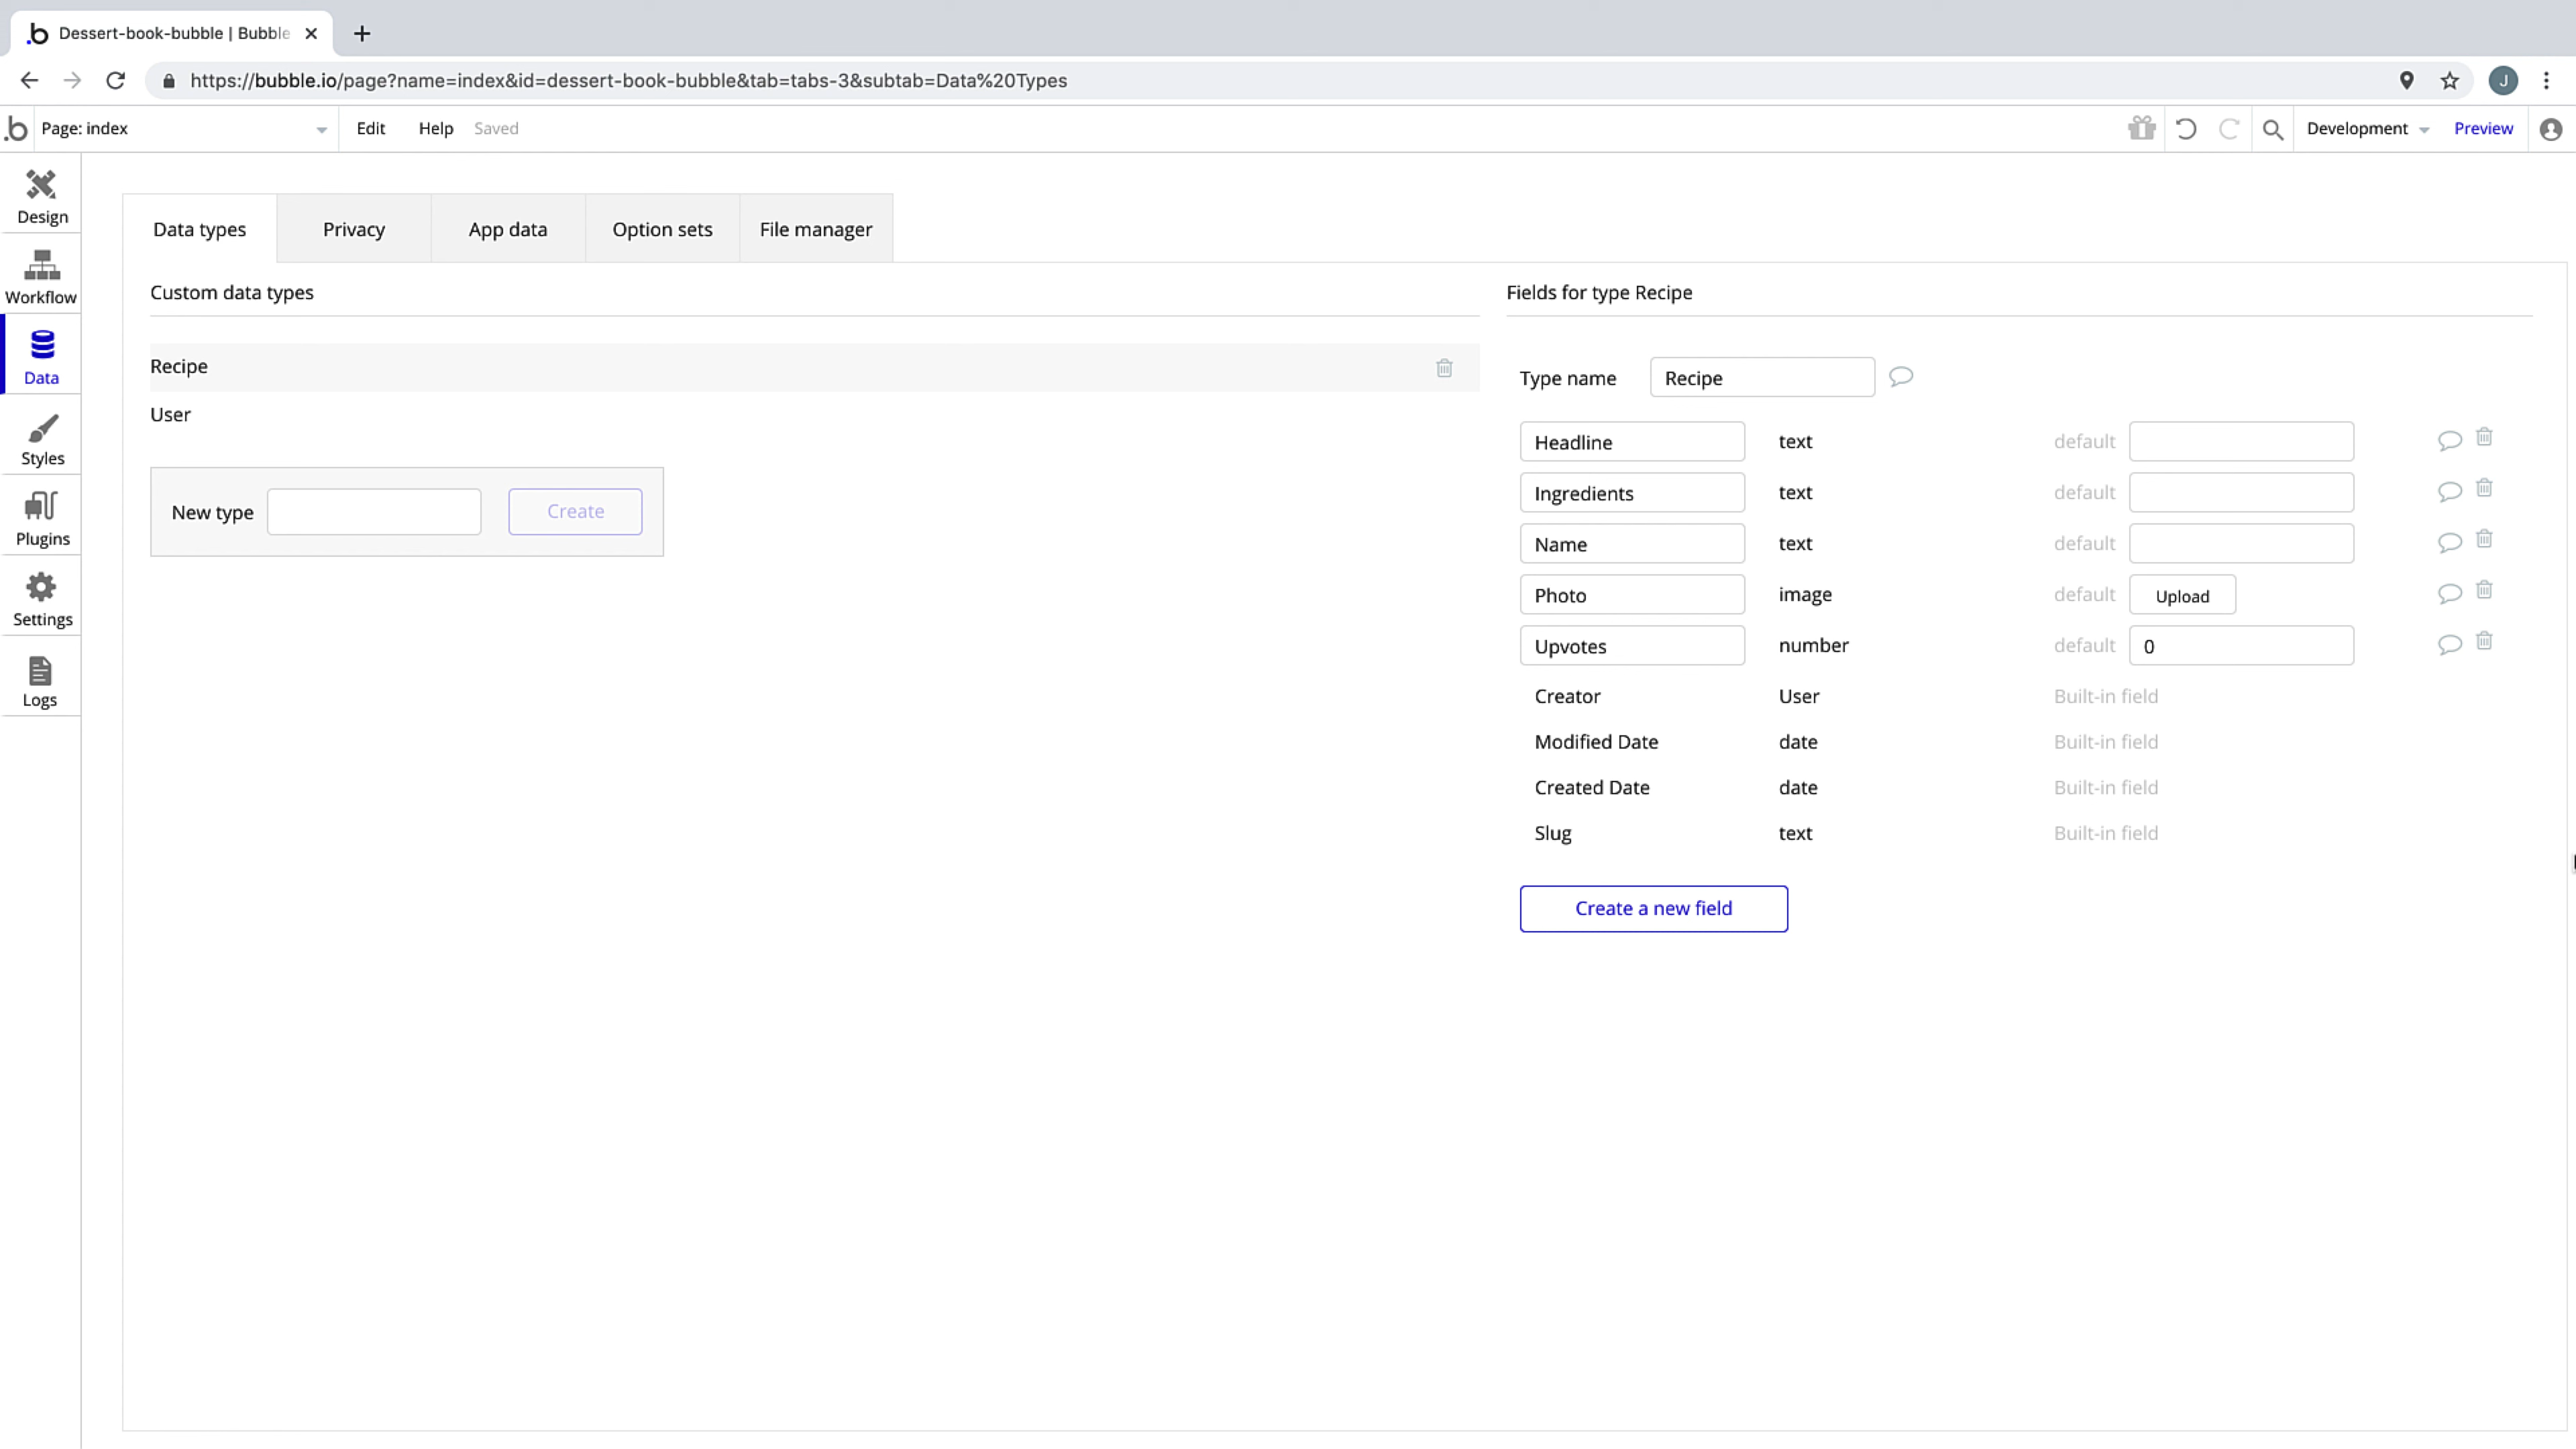 Dessert-book-bubble | Bubble
https://bubble.io/page?name=index&id=dessert-book-bubble&tab=tabs-3&subtab=Data%20Types
J
.b Page: index Edit Help Saved Development Preview
Design
Workflow
Data
Styles
Plugins
Settings
Logs
Data types Privacy App data Option sets File manager
Custom data types
Recipe
User
New type Create
Fields for type Recipe
Type name Recipe
Headline text default
Ingredients text default
Name text default
Photo image default Upload
Upvotes number default 0
Creator User Built-in field
Modified Date date Built-in field
Created Date date Built-in field
Slug text Built-in field
Create a new field